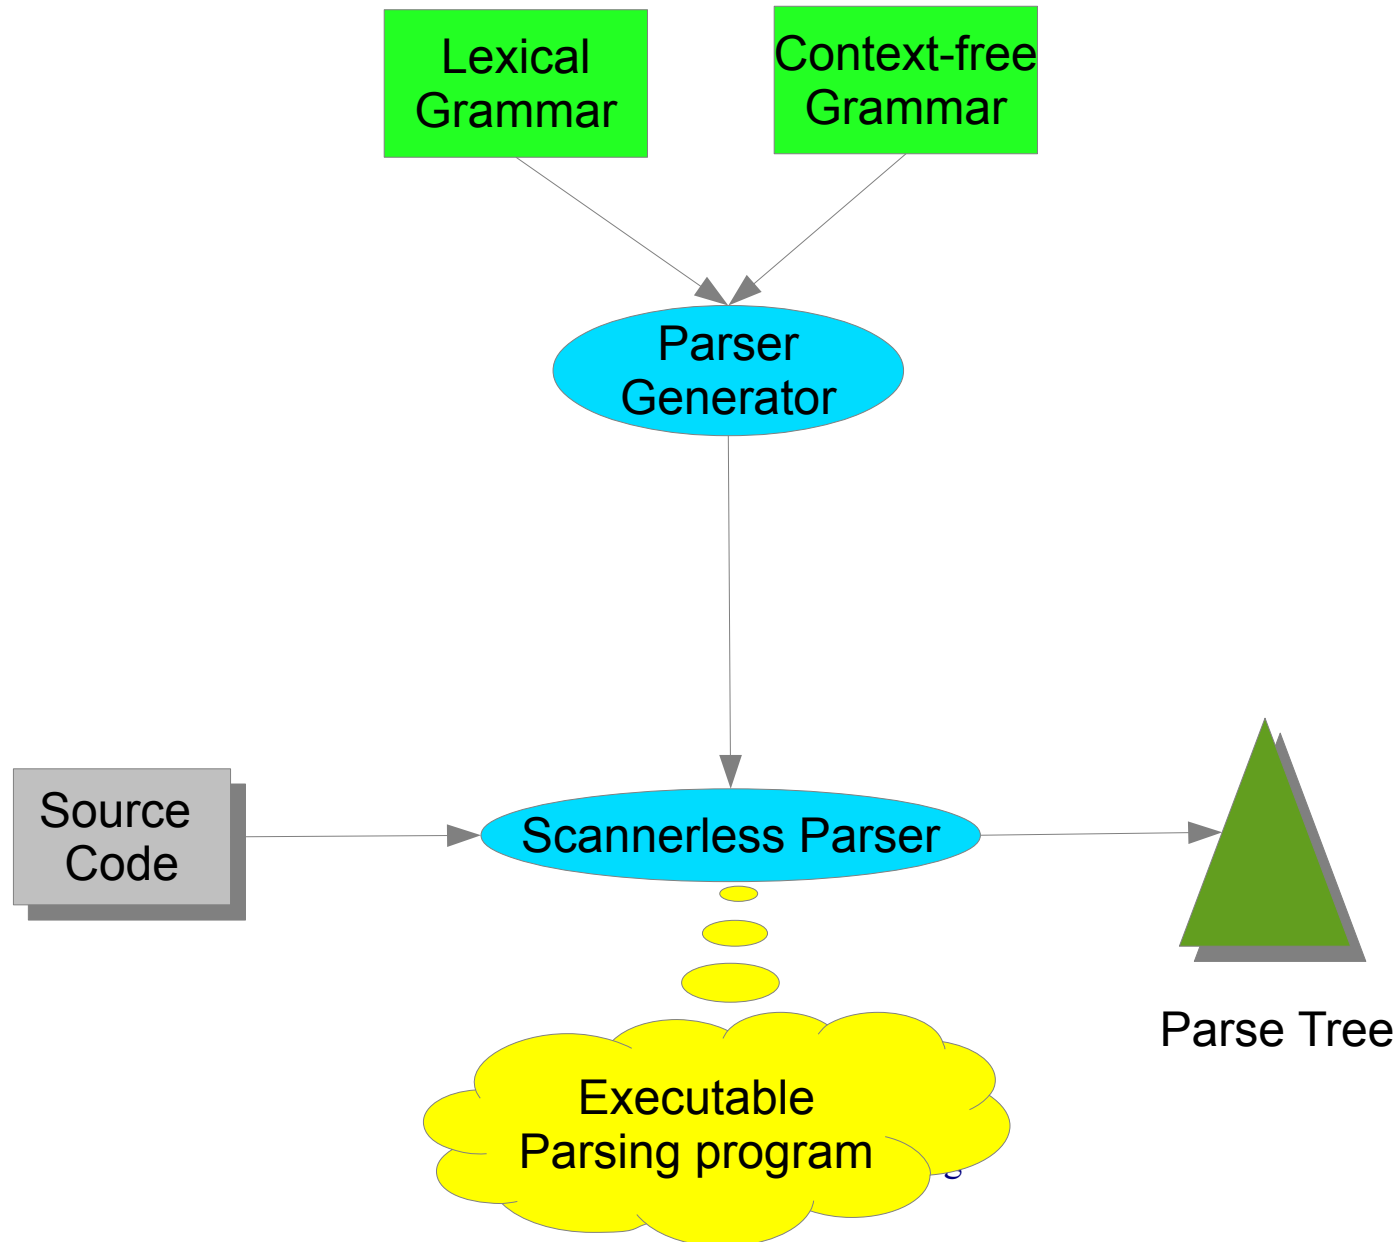 Lexical
Grammar
Context-free
Grammar
Parser
Generator
Source
Code
Scannerless Parser
Parse Tree
Executable
Parsing program
g